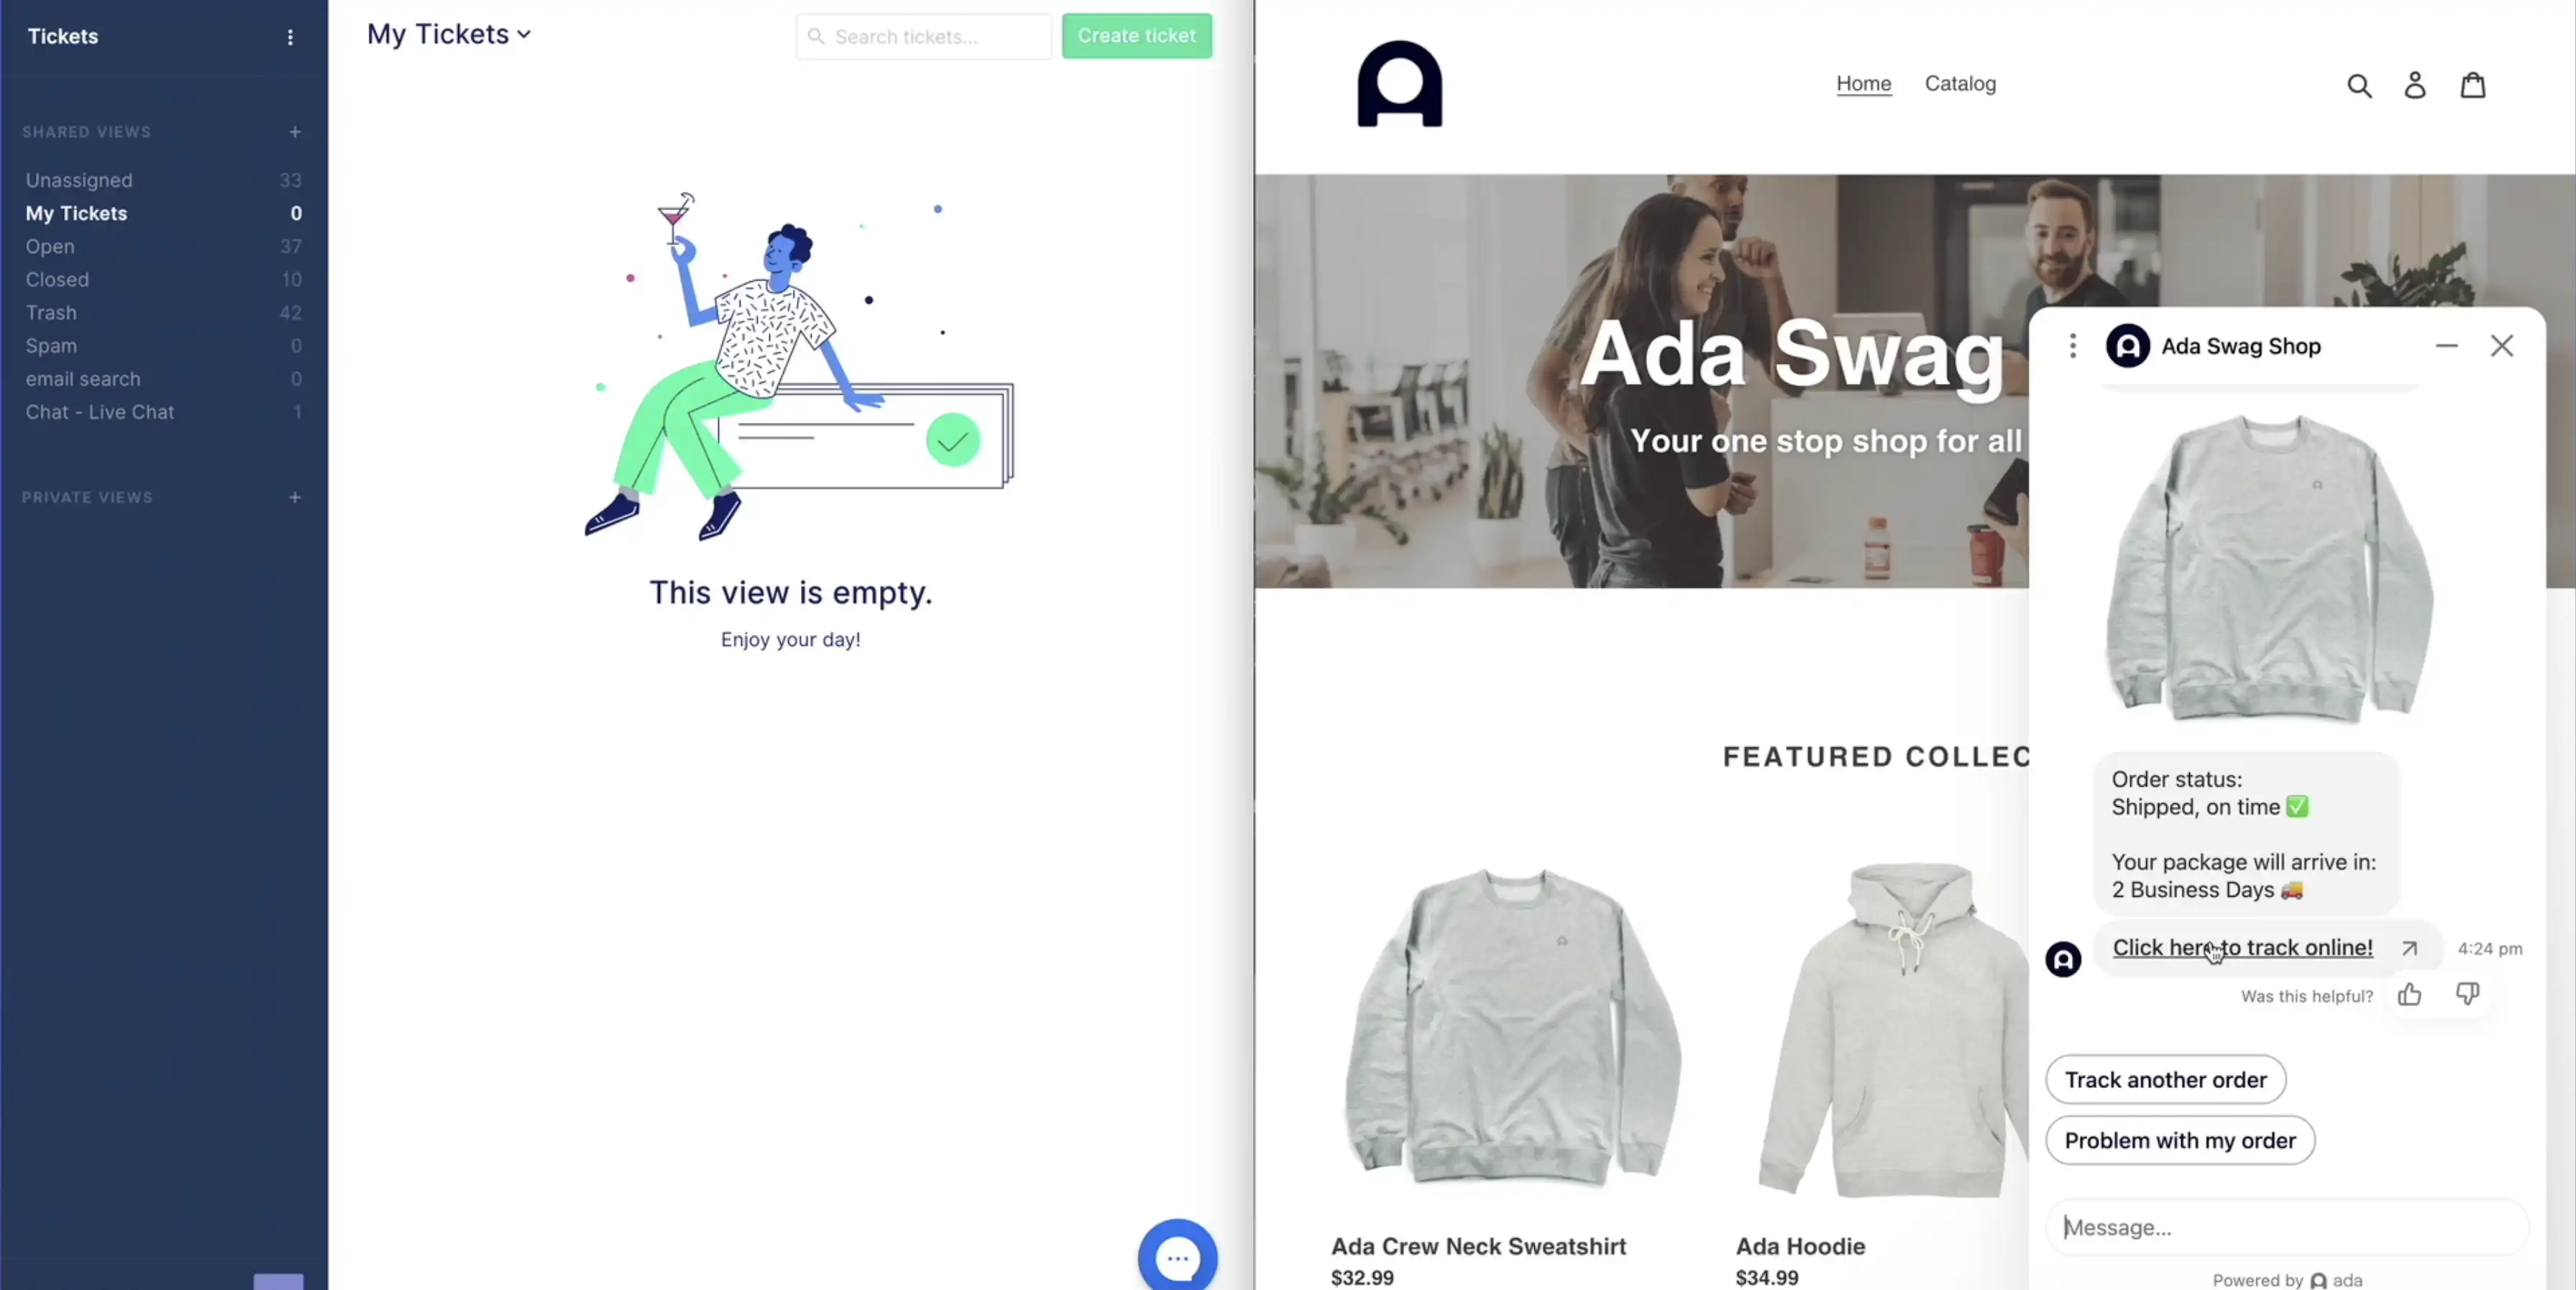 Tickets
SHARED VIEWS +
Unassigned 33
My Tickets 0
Open 37
Closed 10
Trash 42
Spam 0
email search 0
Chat - Live Chat 1
PRIVATE VIEWS +
My Tickets
Search tickets...
Create ticket
This view is empty.
Enjoy your day!
Home Catalog
Ada Swag
Your one stop shop for all
FEATURED COLLEC
Ada Crew Neck Sweatshirt
$32.99
Ada Hoodie
$34.99
Ada Swag Shop
Order status:
Shipped, on time ✅
Your package will arrive in:
2 Business Days 🚚
Click here to track online!
4:24 pm
Was this helpful?
Track another order
Problem with my order
Message...
Powered by ada